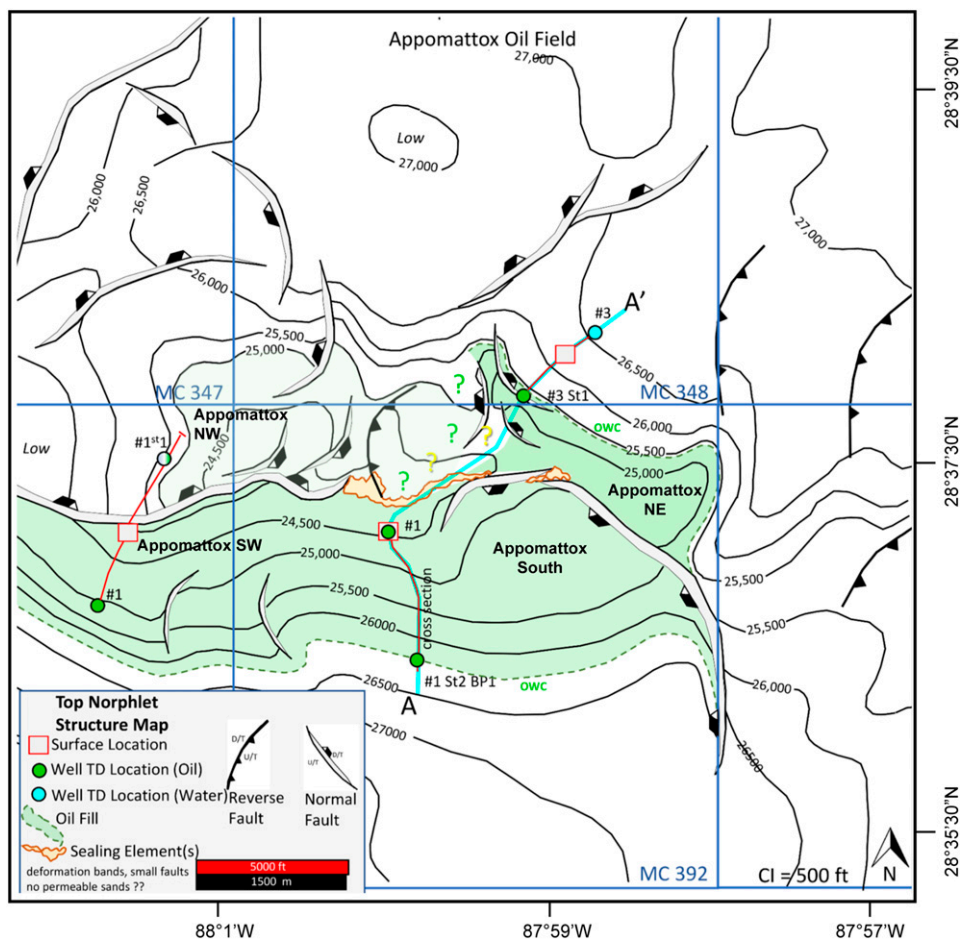 Appomattox Oil Field
27,000
Low
27,000
26,000
26,500
27,000
26,000
A'
#3
25,500
25,000
26,500
?
MC 347
MC 348
#3 St1
Appomattox
NW
26,000
owc
?
?
25,500
#1st1
24,500
?
25,000
Low
?
Appomattox
NE
24,500
#1
Appomattox SW
Appomattox
South
25,000
25,500
#1
cross section
26000
25,500
#1 St2 BP1
owc
26500
26,000
A
27000
26500
Top Norphlet
Structure Map
Surface Location
Well TD Location (Oil)
Well TD Location (Water)
Oil Fill
Sealing Element(s)
deformation bands, small faults
no permeable sands ??
D/T
U/T
Reverse
Fault
D/T
U/T
Normal
Fault
5000 ft
1500 m
MC 392
CI = 500 ft
N
28°39'30"N
28°37'30"N
28°35'30"N
88°1'W
87°59'W
87°57'W